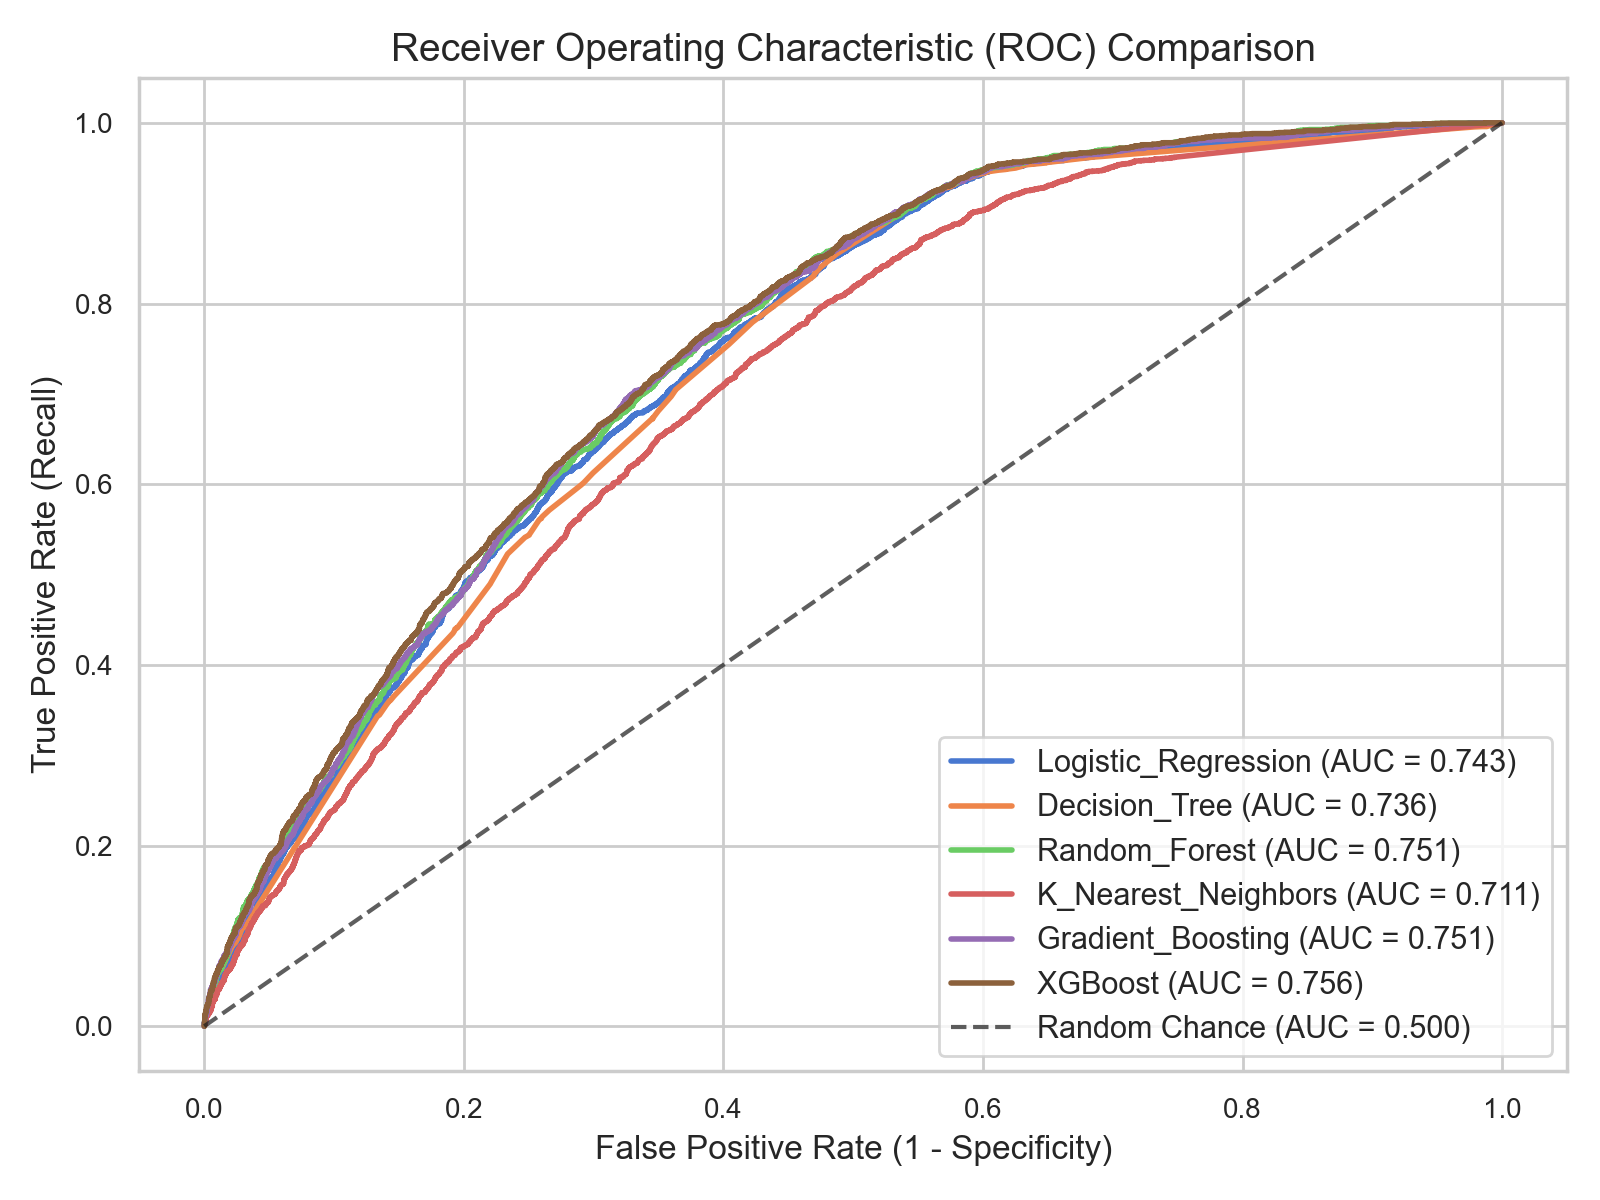 Receiver Operating Characteristic (ROC) Comparison
True Positive Rate (Recall)
1.0
0.8
0.6
0.4
0.2
0.0
Logistic_Regression (AUC = 0.743)
Decision_Tree (AUC = 0.736)
Random_Forest (AUC = 0.751)
K_Nearest_Neighbors (AUC = 0.711)
Gradient_Boosting (AUC = 0.751)
XGBoost (AUC = 0.756)
Random Chance (AUC = 0.500)
0.0 0.2 0.4 0.6 0.8 1.0
False Positive Rate (1 - Specificity)